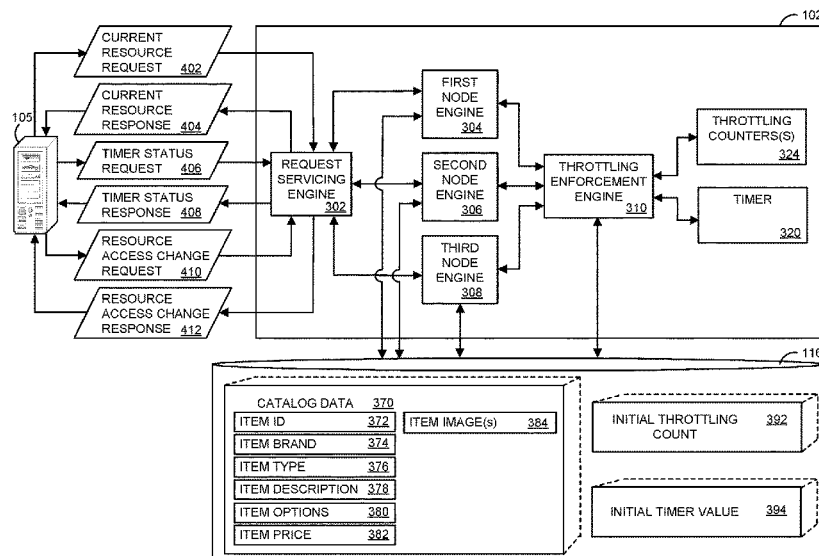 102
105
CURRENT
RESOURCE
REQUEST 402
CURRENT
RESOURCE
RESPONSE 404
TIMER STATUS
REQUEST 406
TIMER STATUS
RESPONSE 408
RESOURCE
ACCESS CHANGE
REQUEST 410
RESOURCE
ACCESS CHANGE
RESPONSE 412
REQUEST
SERVICING
ENGINE
302
FIRST
NODE
ENGINE
304
SECOND
NODE
ENGINE
306
THIRD
NODE
ENGINE
308
THROTTLING
ENFORCEMENT
ENGINE
310
THROTTLING
COUNTERS(S)
324
TIMER
320
116
CATALOG DATA 370
ITEM ID 372
ITEM BRAND 374
ITEM TYPE 376
ITEM DESCRIPTION 378
ITEM OPTIONS 380
ITEM PRICE 382
ITEM IMAGE(s) 384
INITIAL THROTTLING
COUNT 392
INITIAL TIMER VALUE 394